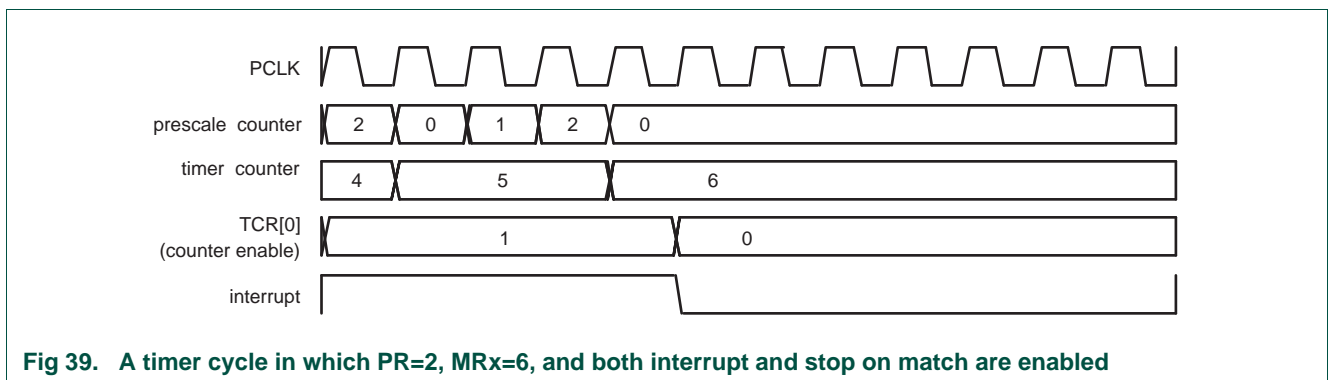 PCLK
prescale counter 2 0 1 2 0
timer counter 4 5 6
TCR[0]
(counter enable) 1 0
interrupt
Fig 39. A timer cycle in which PR=2, MRx=6, and both interrupt and stop on match are enabled